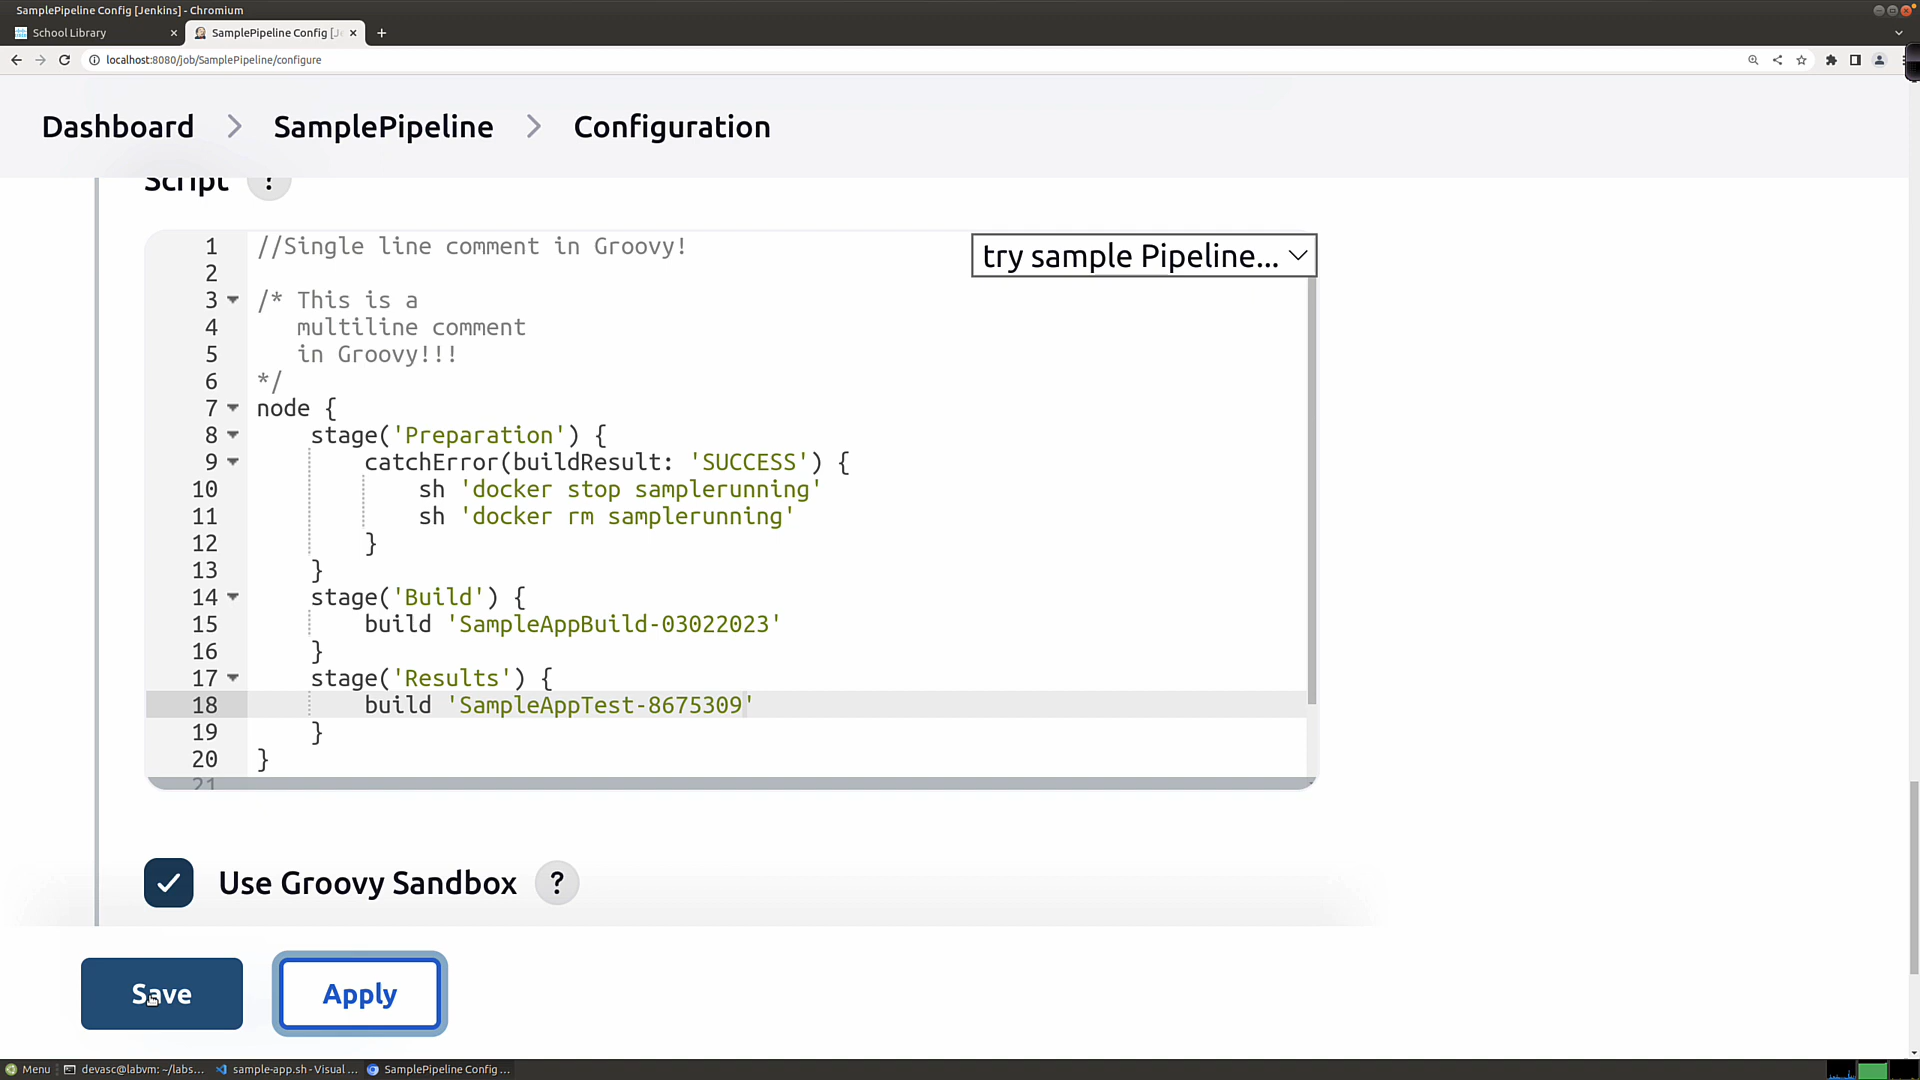 SamplePipeline Config [Jenkins] - Chromium
School Library
SamplePipeline Config [J
localhost:8080/job/SamplePipeline/configure
Dashboard > SamplePipeline > Configuration
Script ?
try sample Pipeline...
1 //Single line comment in Groovy!
2
3 /* This is a
4 multiline comment
5 in Groovy!!!
6 */
7 node {
8 stage('Preparation') {
9 catchError(buildResult: 'SUCCESS') {
10 sh 'docker stop samplerunning'
11 sh 'docker rm samplerunning'
12 }
13 }
14 stage('Build') {
15 build 'SampleAppBuild-03022023'
16 }
17 stage('Results') {
18 build 'SampleAppTest-8675309'
19 }
20 }
21
Use Groovy Sandbox ?
Save
Apply
Menu devasc@labvm: ~/labs... sample-app.sh - Visual ... SamplePipeline Config ...